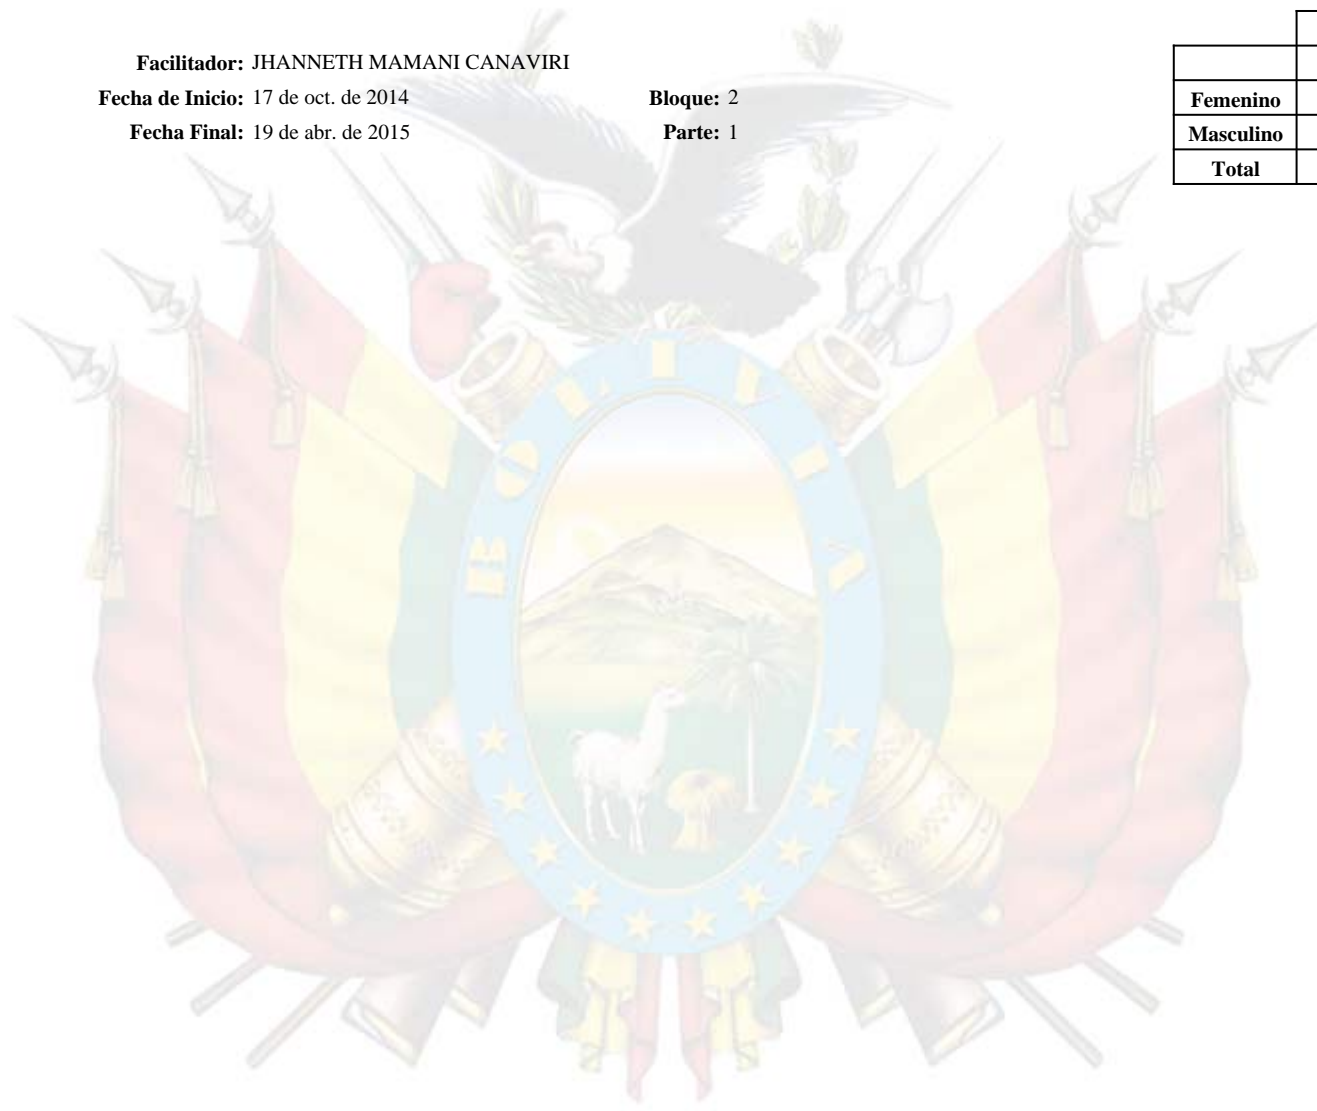 Facilitador: JHANNETH MAMANI CANAVIRI
Fecha de Inicio: 17 de oct. de 2014 Bloque: 2
Fecha Final: 19 de abr. de 2015 Parte: 1
Femenino
Masculino
Total
BOLIVIA